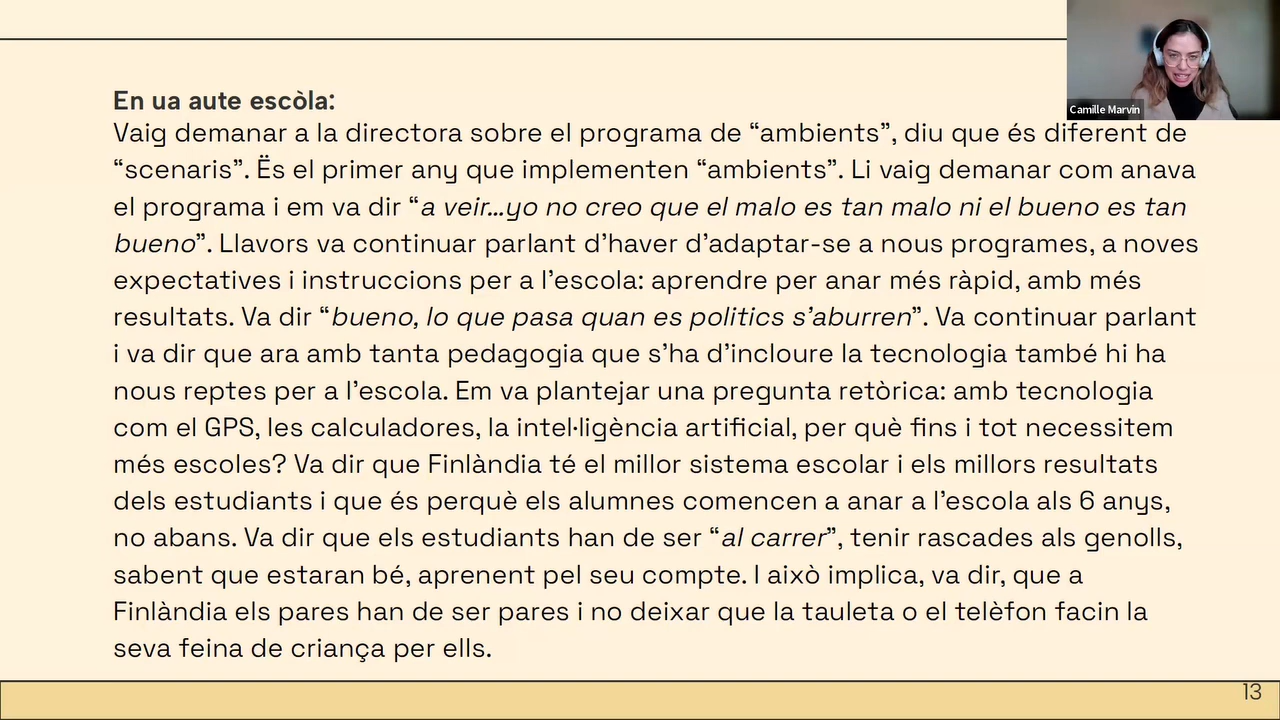 Camille Marvin
En ua aute escòla:
Vaig demanar a la directora sobre el programa de “ambients”, diu que és diferent de
“scenaris”. Ës el primer any que implementen “ambients”. Li vaig demanar com anava
el programa i em va dir “a veir...yo no creo que el malo es tan malo ni el bueno es tan
bueno”. Llavors va continuar parlant d’haver d’adaptar-se a nous programes, a noves
expectatives i instruccions per a l’escola: aprendre per anar més ràpid, amb més
resultats. Va dir “bueno, lo que pasa quan es politics s’aburren”. Va continuar parlant
i va dir que ara amb tanta pedagogia que s’ha d’incloure la tecnologia també hi ha
nous reptes per a l’escola. Em va plantejar una pregunta retòrica: amb tecnologia
com el GPS, les calculadores, la intel·ligència artificial, per què fins i tot necessitem
més escoles? Va dir que Finlàndia té el millor sistema escolar i els millors resultats
dels estudiants i que és perquè els alumnes comencen a anar a l’escola als 6 anys,
no abans. Va dir que els estudiants han de ser “al carrer”, tenir rascades als genolls,
sabent que estaran bé, aprenent pel seu compte. I això implica, va dir, que a
Finlàndia els pares han de ser pares i no deixar que la tauleta o el telèfon facin la
seva feina de criança per ells.
13